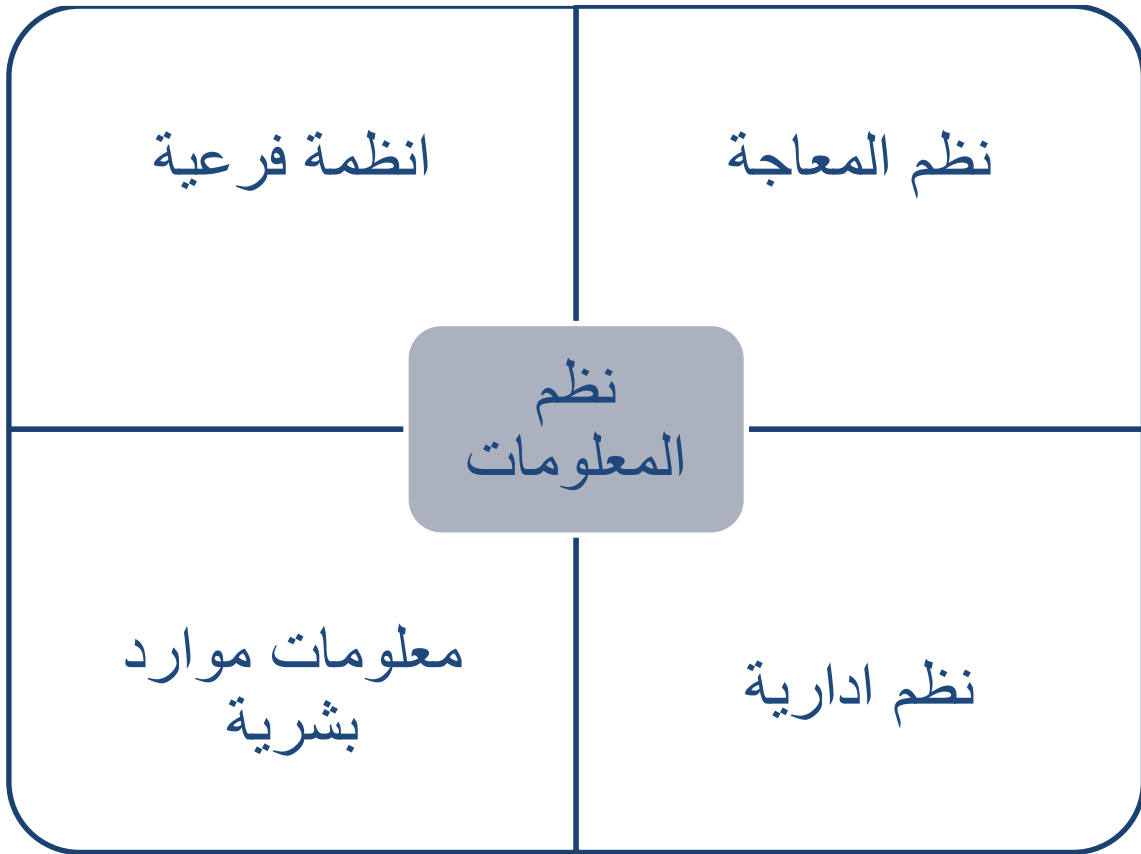 نظم المعاجة
انظمة فرعية
نظم
المعلومات
نظم ادارية
معلومات موارد
بشرية